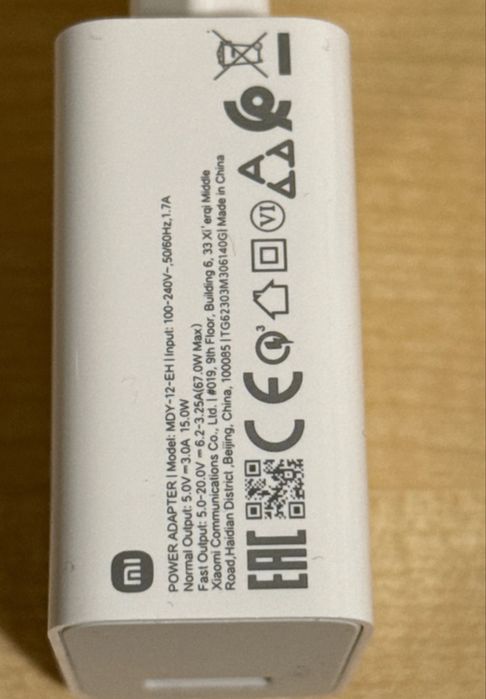 mi
POWER ADAPTER | Model: MDY-12-EH | Input: 100-240V~,50/60Hz,1.7A
Normal Output: 5.0V⎓3.0A 15.0W
Fast Output: 5.0-20.0V⎓6.2-3.25A(67.0W Max)
Xiaomi Communications Co., Ltd. | #019, 9th Floor, Building 6, 33 Xi' erqi Middle
Road,Haidian District ,Beijing, China, 100085 | TG62303M306140G| Made in China
EAC CE 3 VI